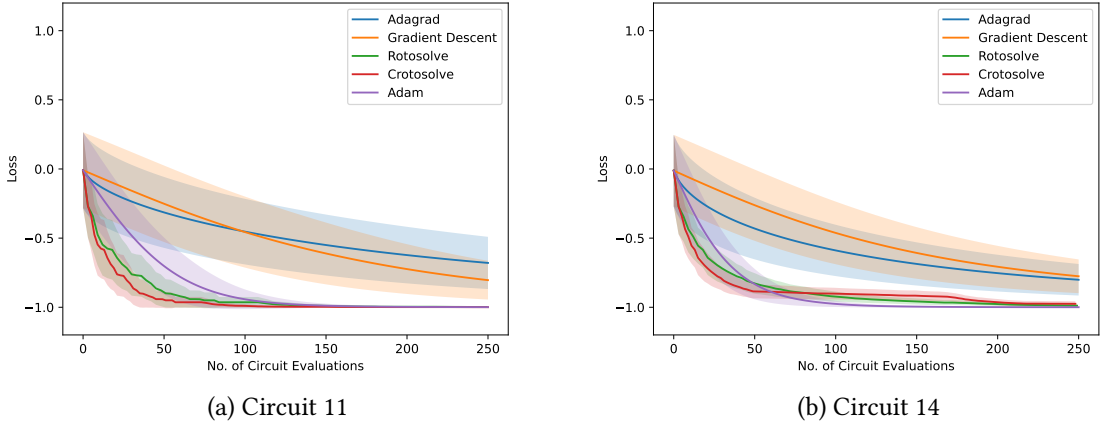 1.0
0.5
0.0
−0.5
−1.0
Loss
0
50
100
150
200
250
No. of Circuit Evaluations
Adagrad
Gradient Descent
Rotosolve
Crotosolve
Adam
(a) Circuit 11
1.0
0.5
0.0
−0.5
−1.0
Loss
0
50
100
150
200
250
No. of Circuit Evaluations
Adagrad
Gradient Descent
Rotosolve
Crotosolve
Adam
(b) Circuit 14